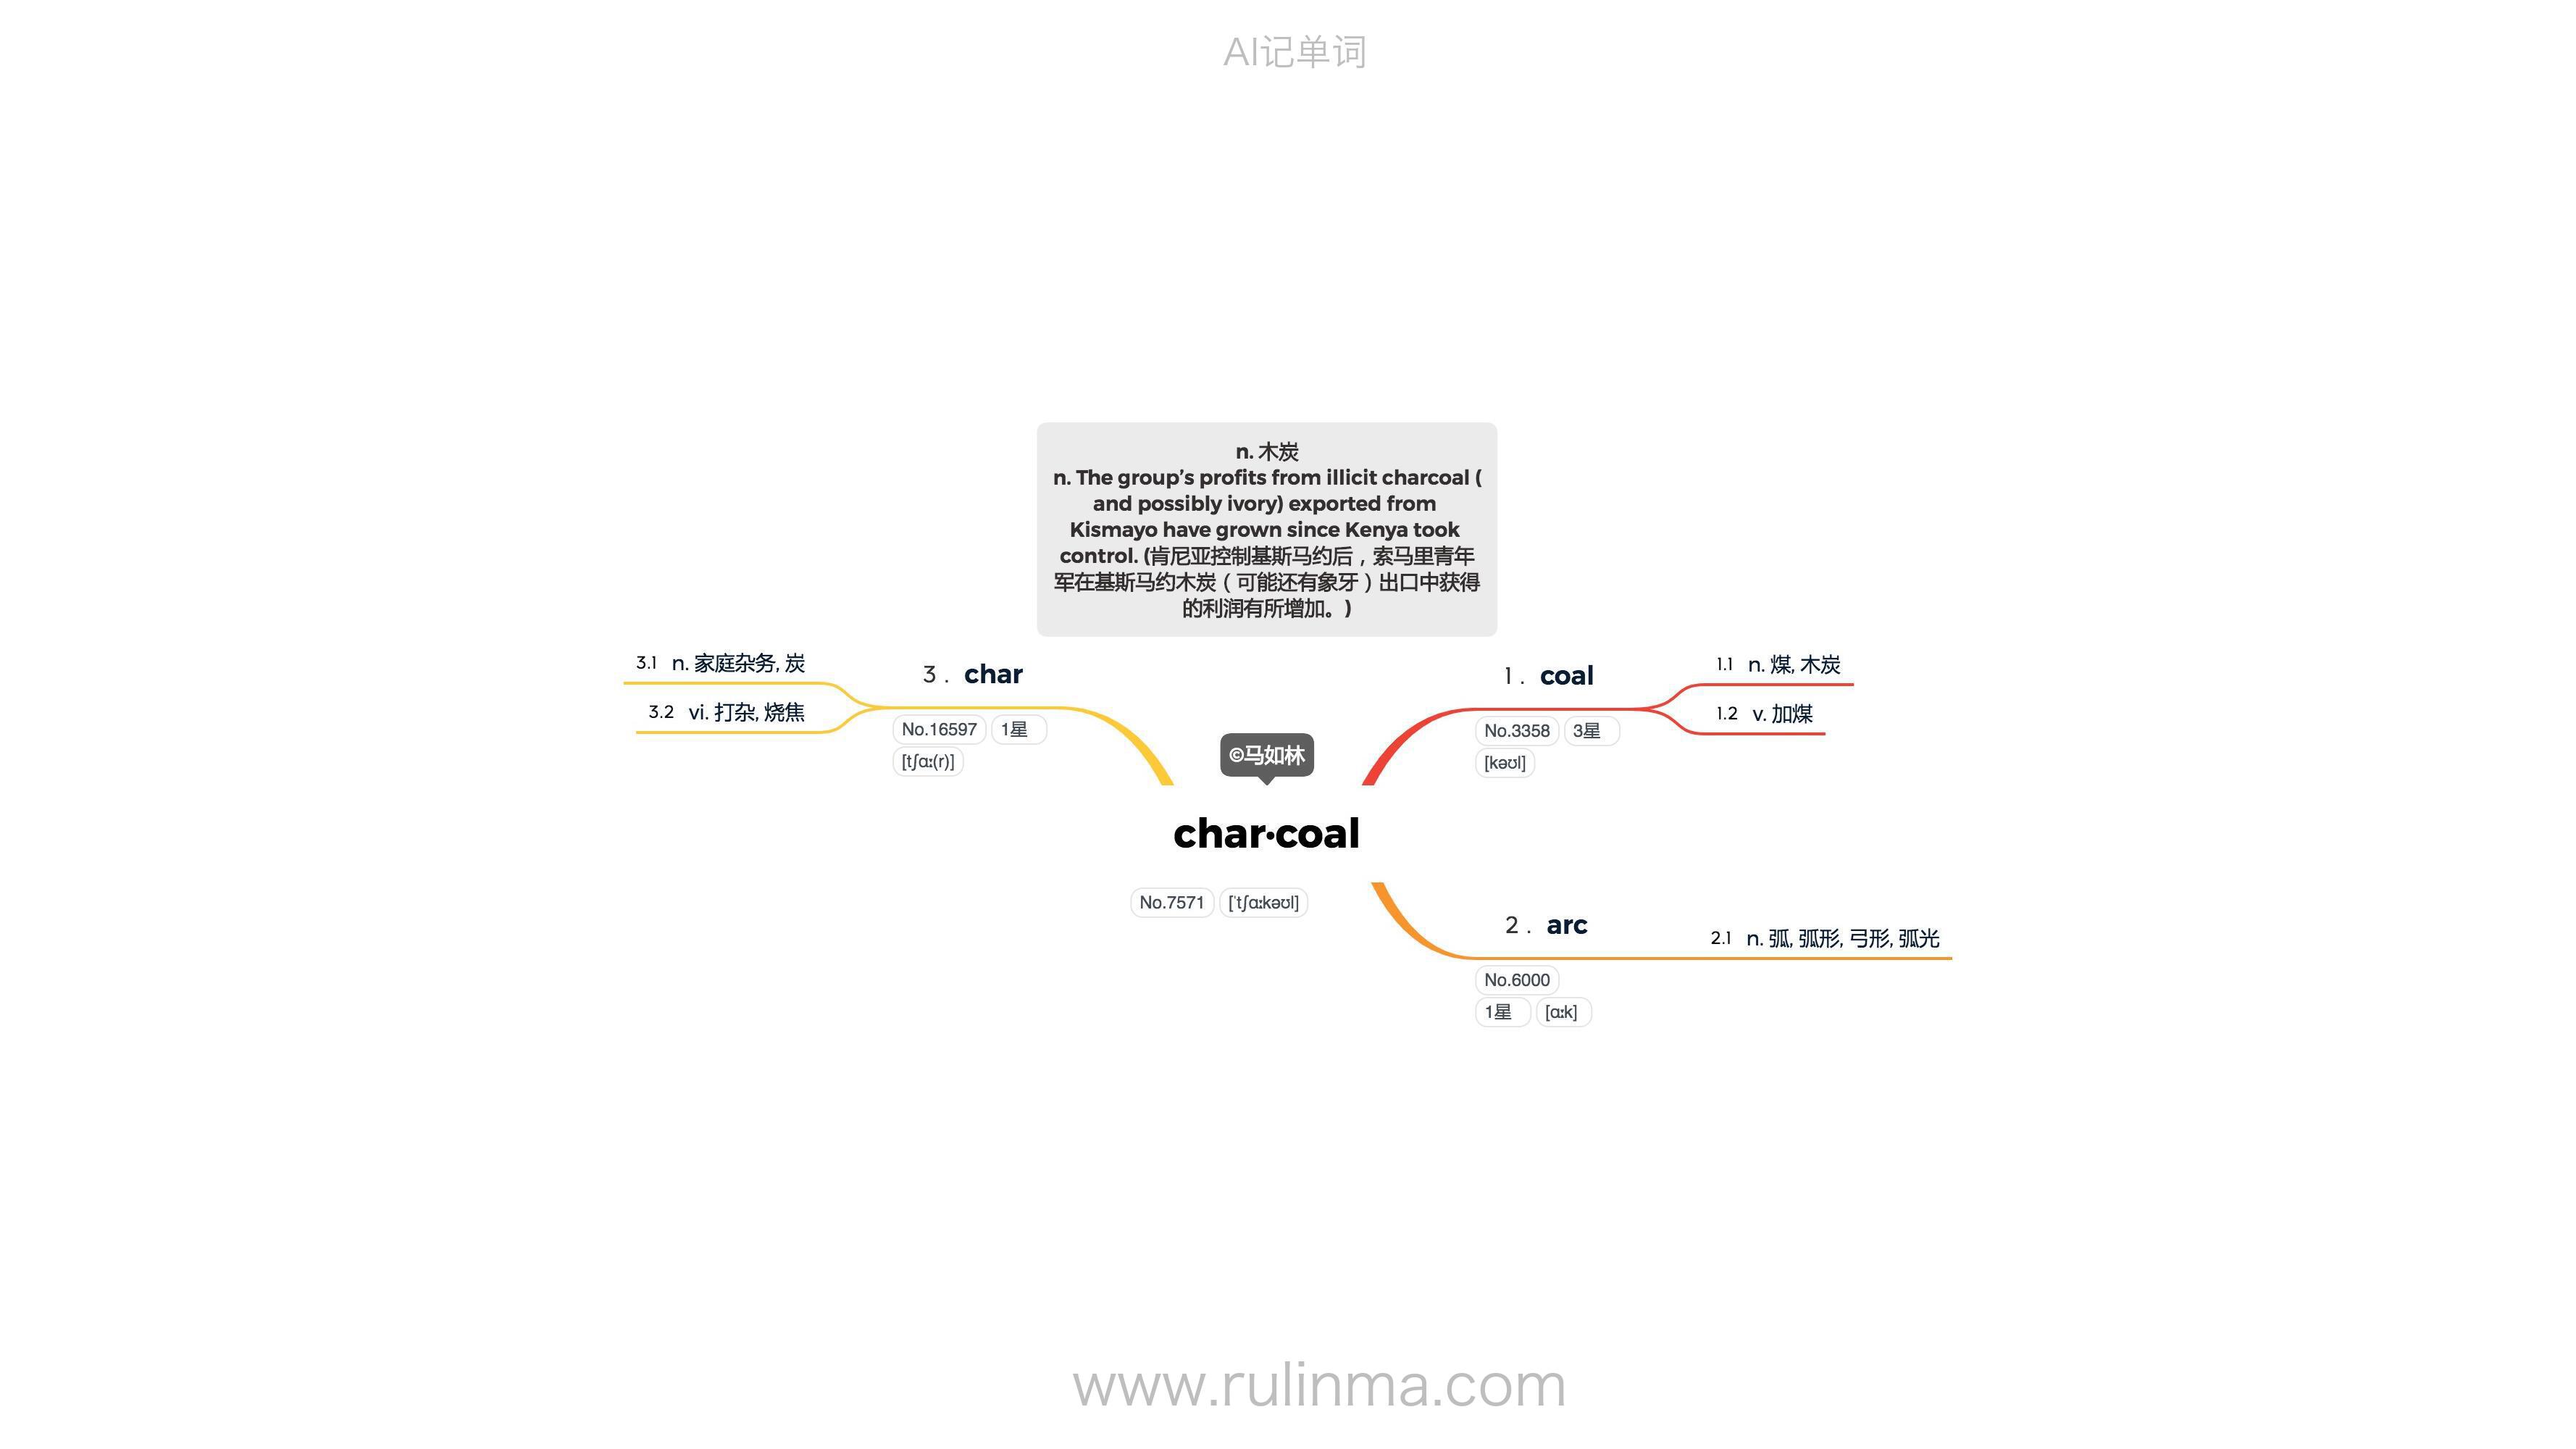 AI记单词
n. 木炭
n. The group’s profits from illicit charcoal (
and possibly ivory) exported from
Kismayo have grown since Kenya took
control. (肯尼亚控制基斯马约后，索马里青年
军在基斯马约木炭（可能还有象牙）出口中获得
的利润有所增加。)
3.1 n. 家庭杂务, 炭
3.2 vi. 打杂, 烧焦
3 . char
No.16597 1星
[tʃɑː(r)]
1 . coal
No.3358 3星
[kəʊl]
1.1 n. 煤, 木炭
1.2 v. 加煤
©马如林
char·coal
No.7571 ['tʃɑːkəʊl]
2 . arc
No.6000
1星 [ɑːk]
2.1 n. 弧, 弧形, 弓形, 弧光
www.rulinma.com